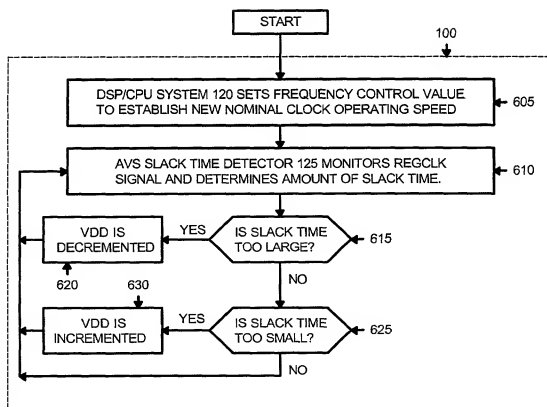 START
100
DSP/CPU SYSTEM 120 SETS FREQUENCY CONTROL VALUE
TO ESTABLISH NEW NOMINAL CLOCK OPERATING SPEED
605
AVS SLACK TIME DETECTOR 125 MONITORS REGCLK
SIGNAL AND DETERMINES AMOUNT OF SLACK TIME.
610
VDD IS
DECREMENTED
YES
IS SLACK TIME
TOO LARGE?
615
620
630
NO
VDD IS
INCREMENTED
YES
IS SLACK TIME
TOO SMALL?
625
NO